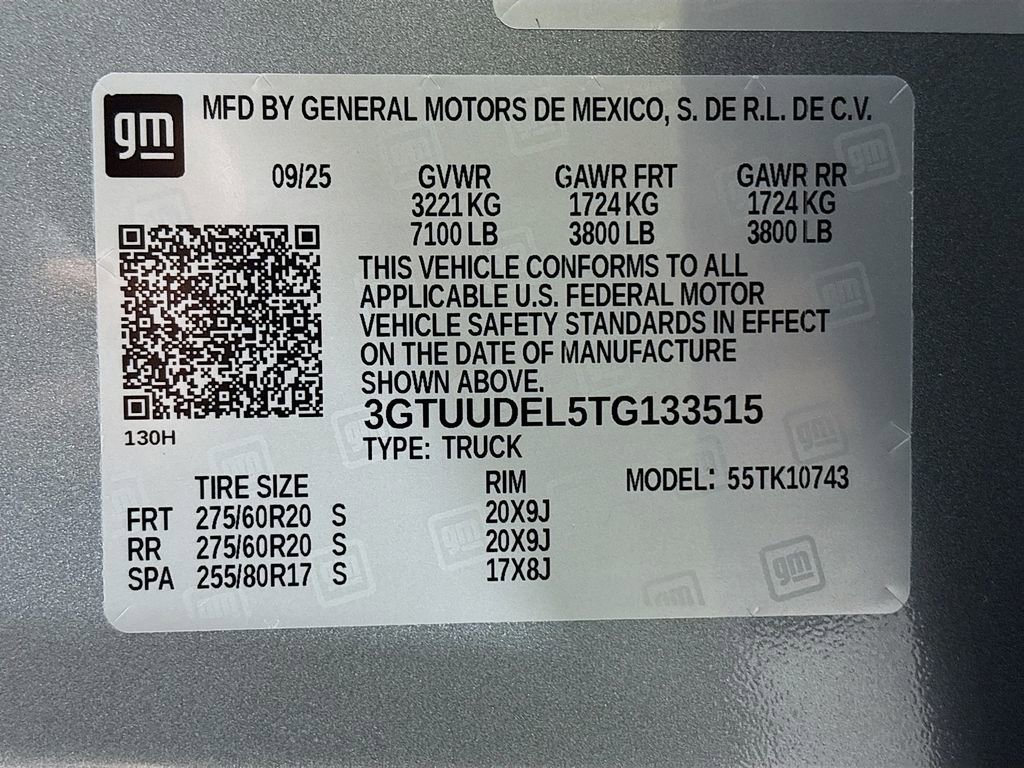 gm MFD BY GENERAL MOTORS DE MEXICO, S. DE R.L. DE C.V.
09/25 GVWR GAWR FRT GAWR RR
3221 KG 1724 KG 1724 KG
7100 LB 3800 LB 3800 LB
THIS VEHICLE CONFORMS TO ALL
APPLICABLE U.S. FEDERAL MOTOR
VEHICLE SAFETY STANDARDS IN EFFECT
ON THE DATE OF MANUFACTURE
SHOWN ABOVE.
3GTUUDEL5TG133515
130H
TYPE: TRUCK
TIRE SIZE RIM MODEL: 55TK10743
FRT 275/60R20 S 20X9J
RR 275/60R20 S 20X9J
SPA 255/80R17 S 17X8J
gm